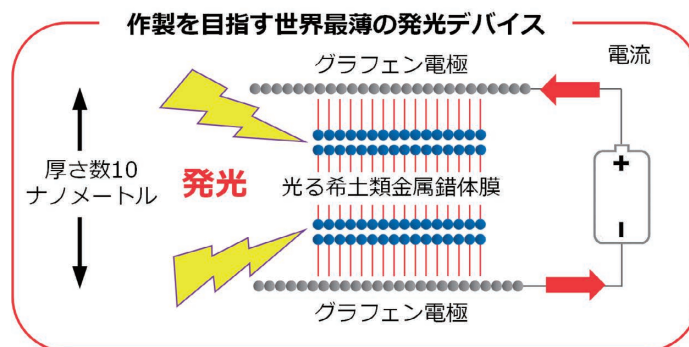 作製を目指す世界最薄の発光デバイス
グラフェン電極
電流
厚さ数10
ナノメートル
発光
光る希土類金属錯体膜
+
-
グラフェン電極